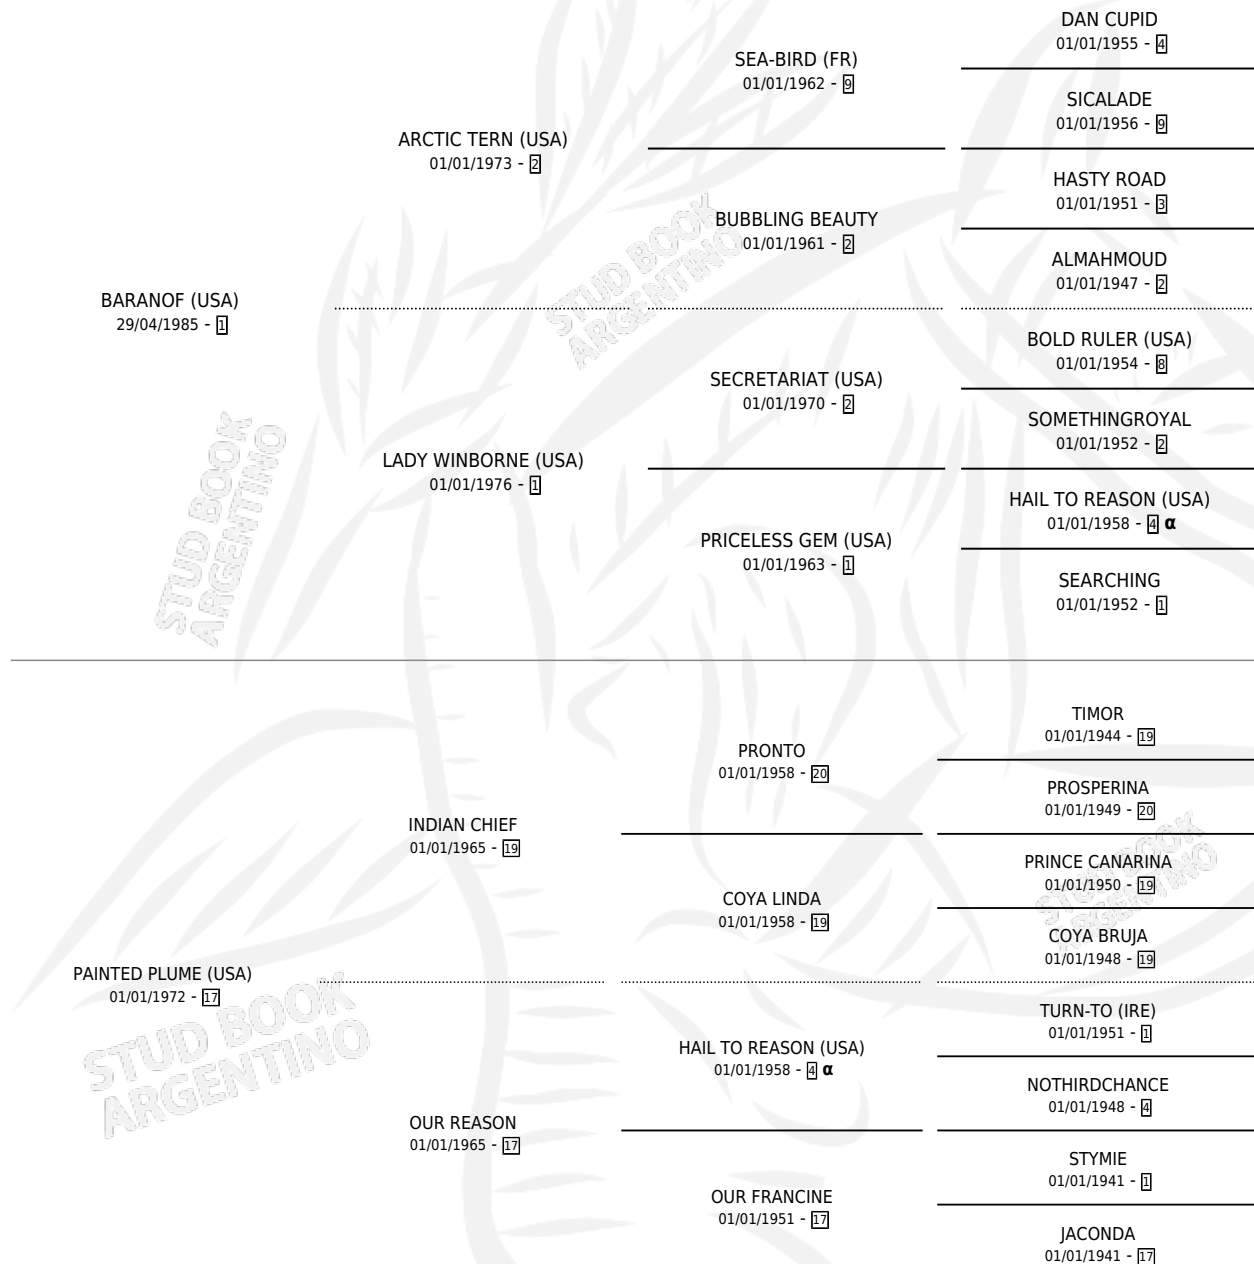 DAN CUPID
01/01/1955 - 4
SEA-BIRD (FR)
01/01/1962 - 9
SICALADE
01/01/1956 - 9
ARCTIC TERN (USA)
01/01/1973 - 2
HASTY ROAD
01/01/1951 - 3
BUBBLING BEAUTY
01/01/1961 - 2
ALMAHMOUD
01/01/1947 - 2
BARANOF (USA)
29/04/1985 - 1
BOLD RULER (USA)
01/01/1954 - 8
SECRETARIAT (USA)
01/01/1970 - 2
SOMETHINGROYAL
01/01/1952 - 2
LADY WINBORNE (USA)
01/01/1976 - 1
HAIL TO REASON (USA)
01/01/1958 - 4 α
PRICELESS GEM (USA)
01/01/1963 - 1
SEARCHING
01/01/1952 - 1
TIMOR
01/01/1944 - 19
PRONTO
01/01/1958 - 20
PROSPERINA
01/01/1949 - 20
INDIAN CHIEF
01/01/1965 - 19
PRINCE CANARINA
01/01/1950 - 19
COYA LINDA
01/01/1958 - 19
COYA BRUJA
01/01/1948 - 19
PAINTED PLUME (USA)
01/01/1972 - 17
TURN-TO (IRE)
01/01/1951 - 1
HAIL TO REASON (USA)
01/01/1958 - 4 α
NOTHIRDCHANCE
01/01/1948 - 4
OUR REASON
01/01/1965 - 17
STYMIE
01/01/1941 - 1
OUR FRANCINE
01/01/1951 - 17
JACONDA
01/01/1941 - 17
STUD BOOK
ARGENTINO
STUD BOOK
ARGENTINO
STUD BOOK
ARGENTINO
STUD BOOK
ARGENTINO